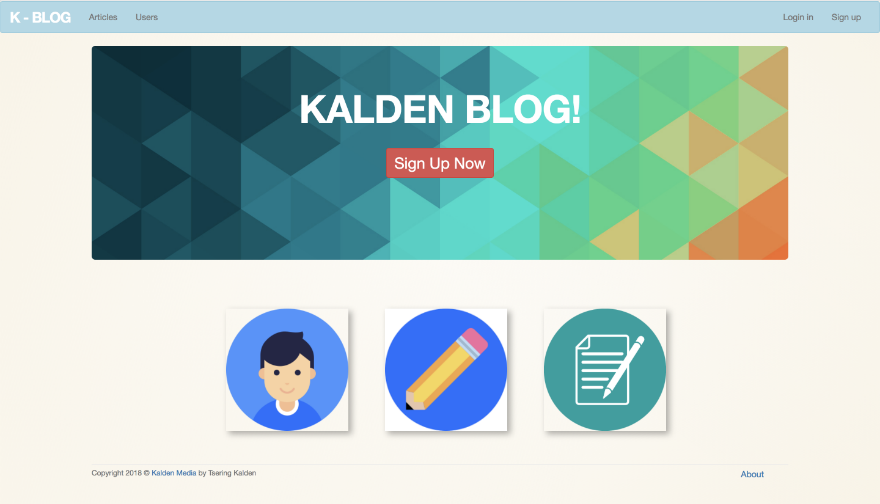 K - BLOG Articles Users Login in Sign up
KALDEN BLOG!
Sign Up Now
Copyright 2018 © Kalden Media by Tsering Kalden About